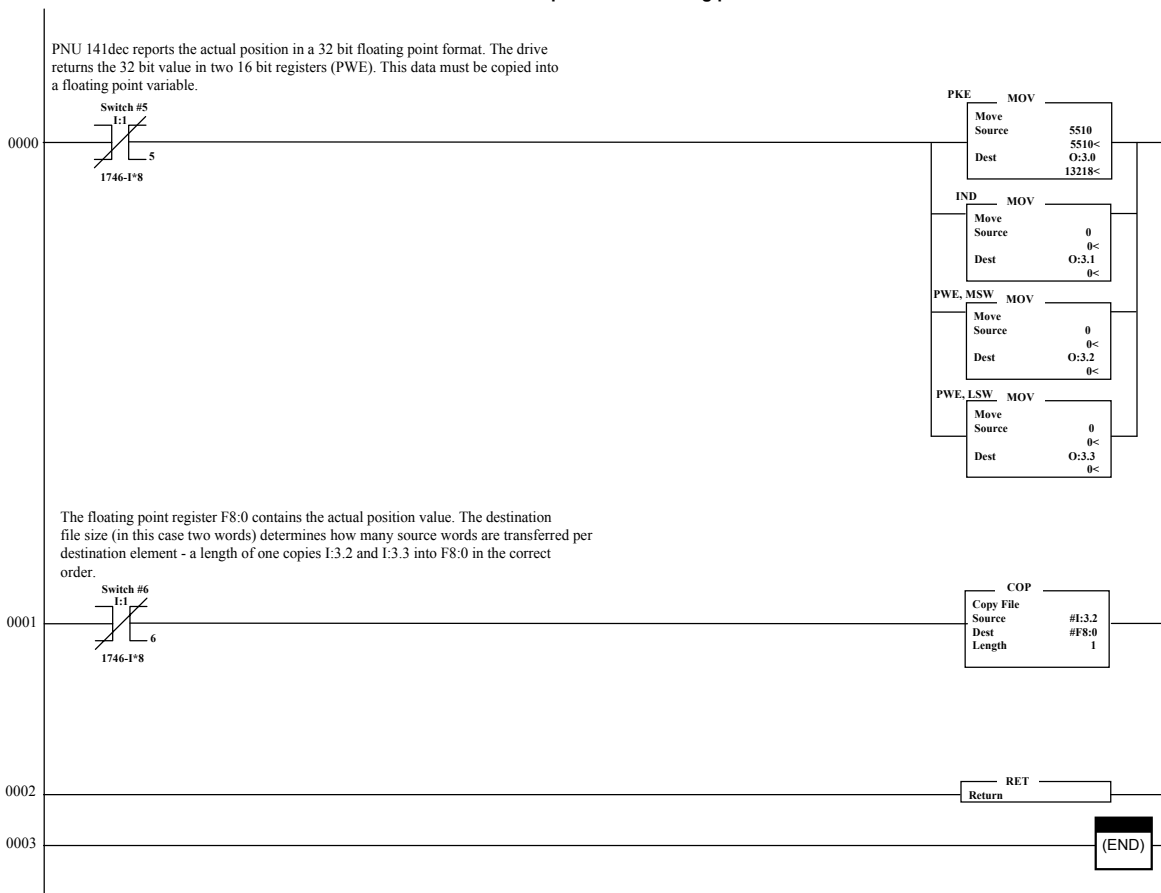 PNU 141dec reports the actual position in a 32 bit floating point format. The drive
returns the 32 bit value in two 16 bit registers (PWE). This data must be copied into
a floating point variable.
Switch #5
I:1
0000
5
1746-I*8
PKE
MOV
Move
Source 5510
5510<
Dest O:3.0
13218<
IND
MOV
Move
Source 0
0<
Dest O:3.1
0<
PWE, MSW
MOV
Move
Source 0
0<
Dest O:3.2
0<
PWE, LSW
MOV
Move
Source 0
0<
Dest O:3.3
0<
The floating point register F8:0 contains the actual position value. The destination
file size (in this case two words) determines how many source words are transferred per
destination element - a length of one copies I:3.2 and I:3.3 into F8:0 in the correct
order.
Switch #6
I:1
0001
6
1746-I*8
COP
Copy File
Source #I:3.2
Dest #F8:0
Length 1
0002
RET
Return
0003
(END)